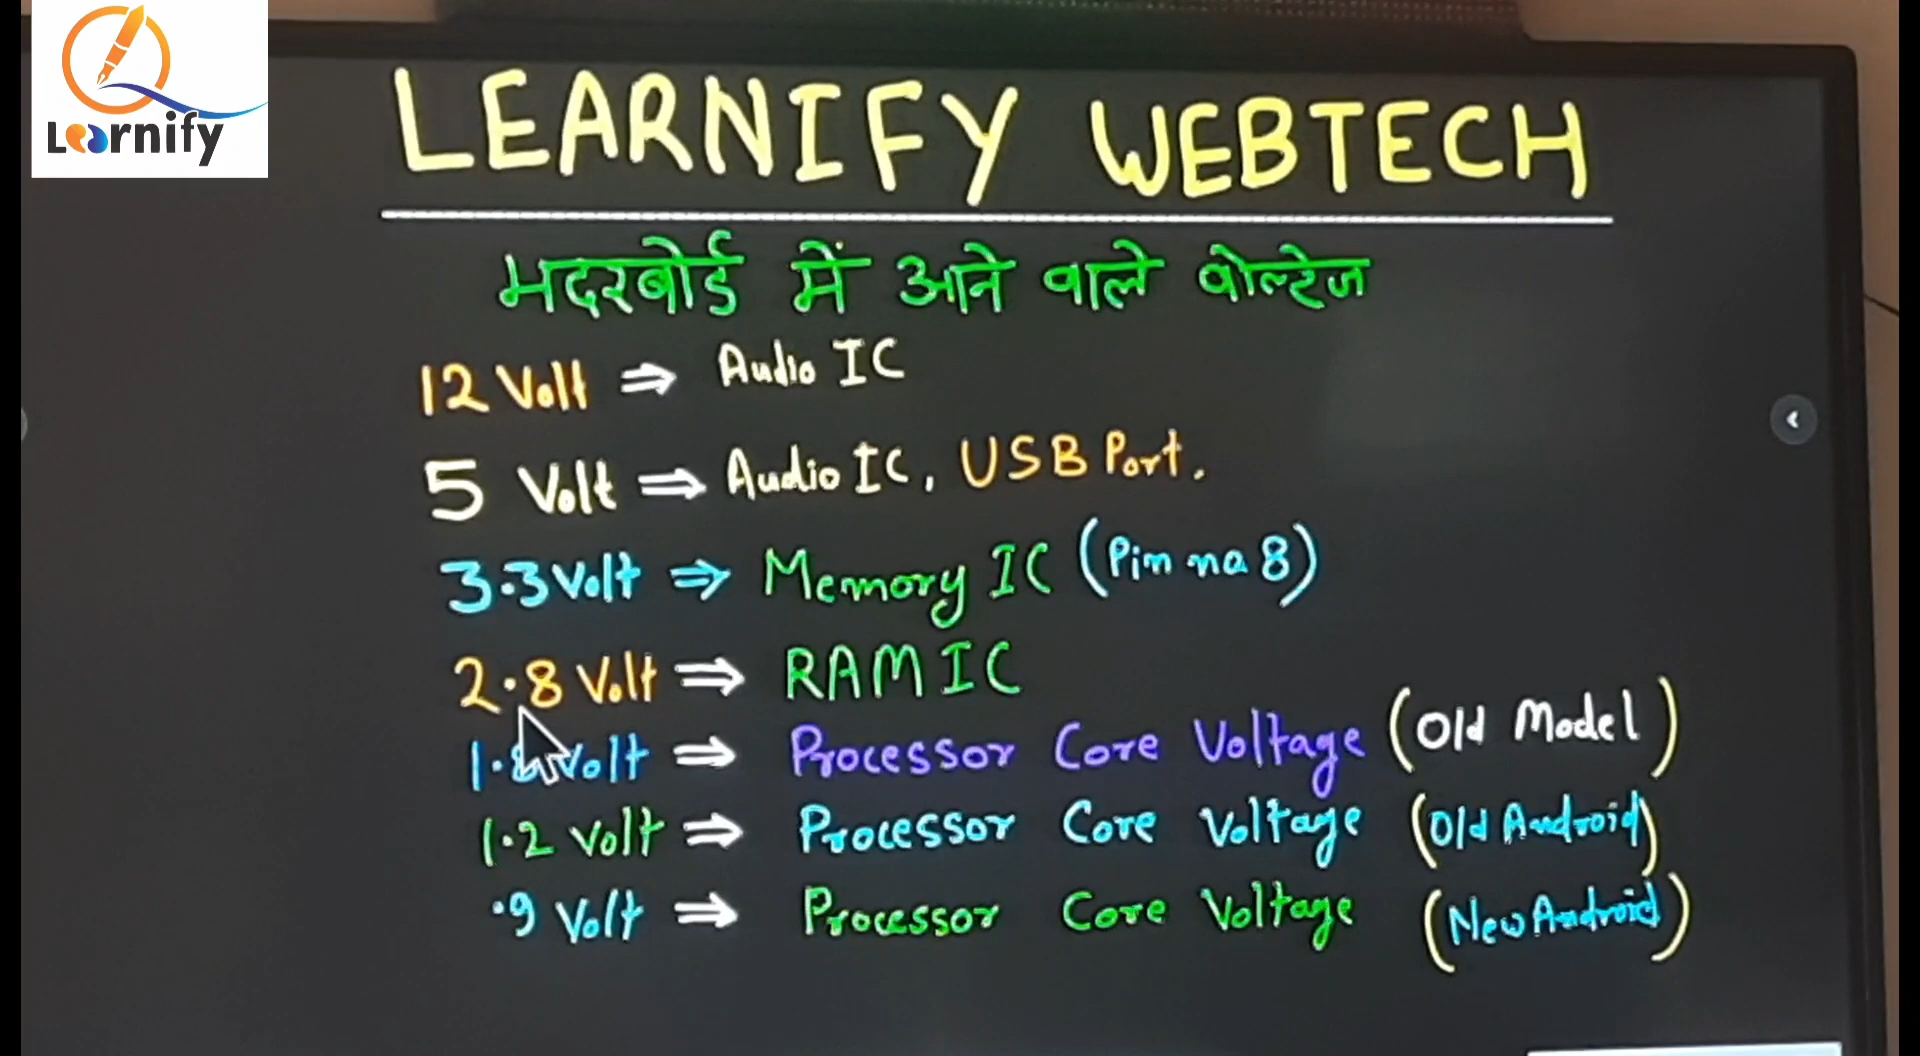 Learnify
LEARNIFY WEBTECH
मदरबोर्ड में आने वाले वोल्टेज
12 Volt ⇒ Audio IC
5 Volt ⇒ Audio IC, USB Port.
3.3 Volt ⇒ Memory IC (Pin no 8)
2.8 Volt ⇒ RAM IC
Volt ⇒ Processor Core Voltage (Old Model)
1.2 Volt ⇒ Processor Core Voltage (Old Android)
.9 Volt ⇒ Processor Core Voltage (New Android)